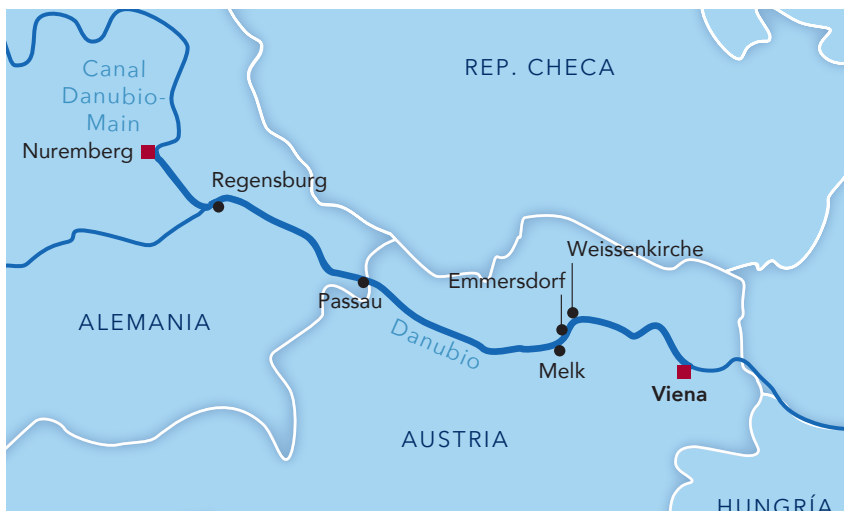 REP. CHECA
Canal
Danubio-
Main
Nuremberg
Regensburg
Weissenkirche
Emmersdorf
Passau
ALEMANIA
Danubio
Melk
Viena
AUSTRIA
HUNGRÍA